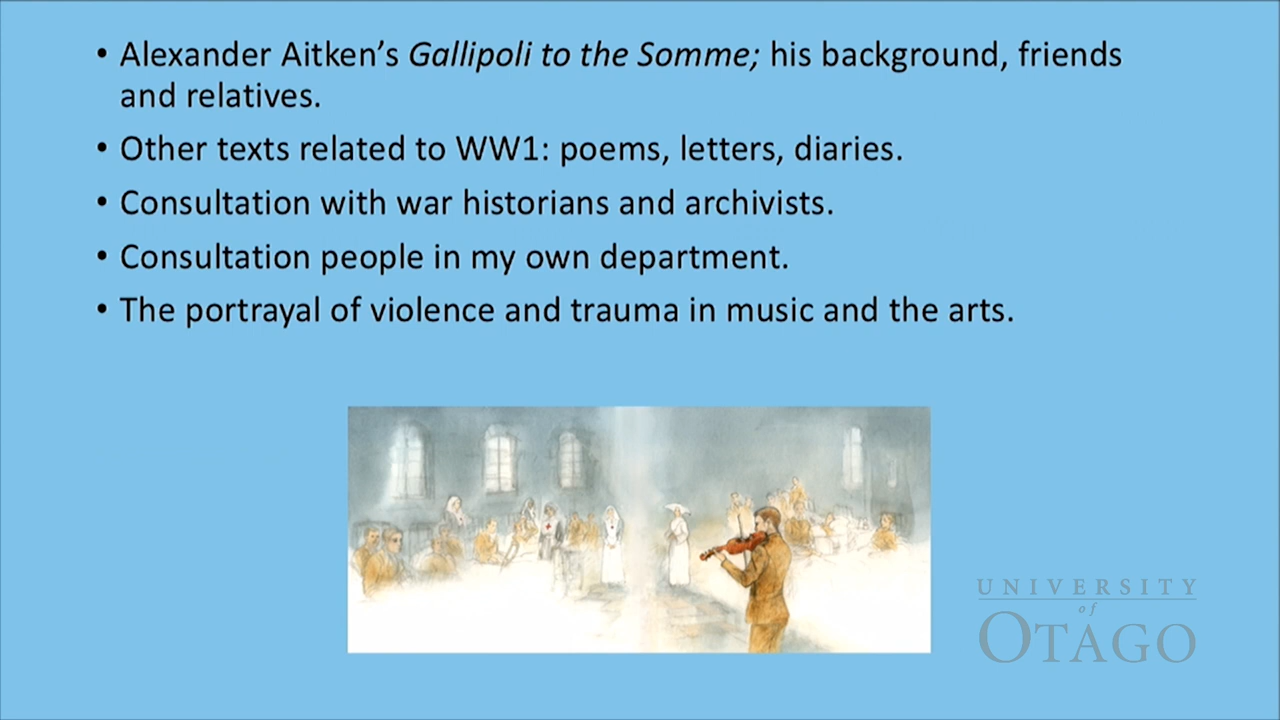 • Alexander Aitken’s Gallipoli to the Somme; his background, friends
and relatives.
• Other texts related to WW1: poems, letters, diaries.
• Consultation with war historians and archivists.
• Consultation people in my own department.
• The portrayal of violence and trauma in music and the arts.
UNIVERSITY
of
OTAGO